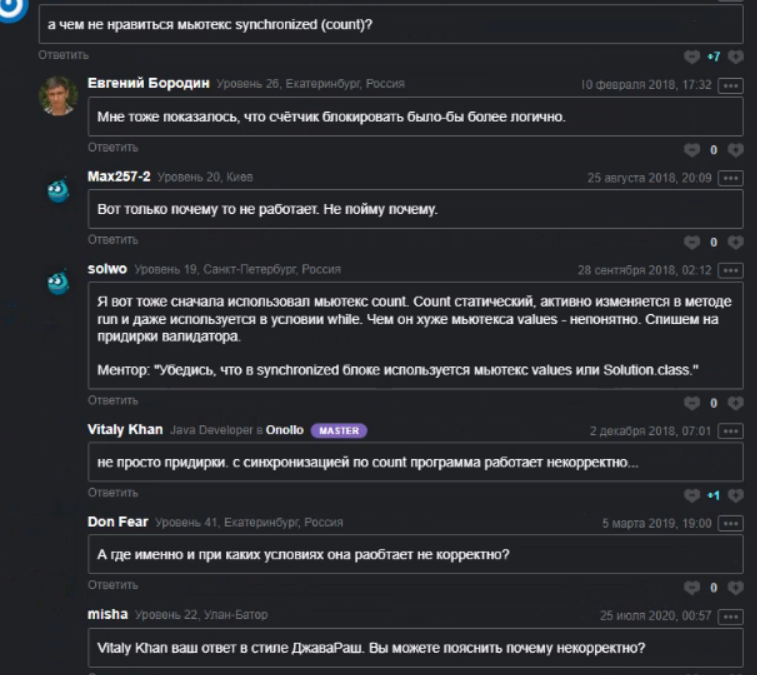 а чем не нравиться мьютекс synchronized (count)?
Ответить
+7
Евгений Бородин Уровень 26, Екатеринбург, Россия 10 февраля 2018, 17:32
Мне тоже показалось, что счётчик блокировать было-бы более логично.
Ответить
0
Max257-2 Уровень 20, Киев 25 августа 2018, 20:09
Вот только почему то не работает. Не пойму почему.
Ответить
0
solwo Уровень 19, Санкт-Петербург, Россия 28 сентября 2018, 02:12
Я вот тоже сначала использовал мьютекс count. Count статический, активно изменяется в методе
run и даже используется в условии while. Чем он хуже мьютекса values - непонятно. Спишем на
придирки валидатора.
Ментор: "Убедись, что в synchronized блоке используется мьютекс values или Solution.class."
Ответить
0
Vitaly Khan Java Developer в Onollo MASTER 2 декабря 2018, 07:01
не просто придирки. с синхронизацией по count программа работает некорректно...
Ответить
+1
Don Fear Уровень 41, Екатеринбург, Россия 5 марта 2019, 19:00
А где именно и при каких условиях она раобтает не корректно?
Ответить
0
misha Уровень 22, Улан-Батор 25 июля 2020, 00:57
Vitaly Khan ваш ответ в стиле ДжаваРаш. Вы можете пояснить почему некорректно?